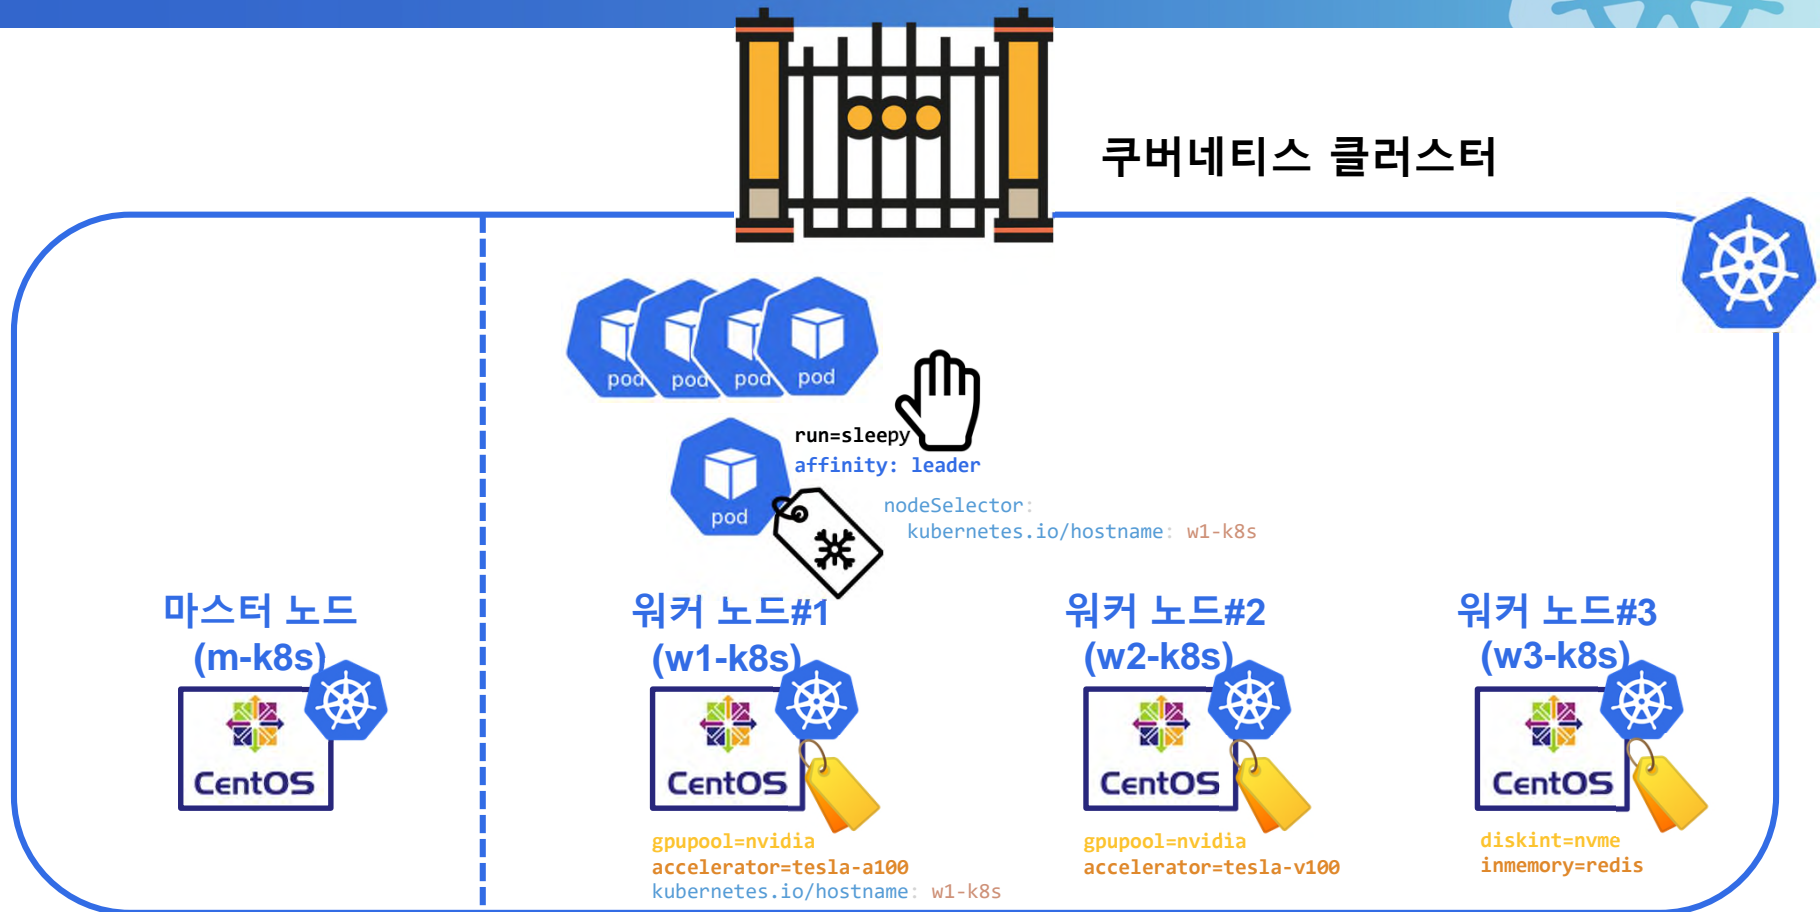 쿠버네티스 클러스터
pod pod pod pod
run=sleepy
affinity: leader
pod
nodeSelector:
kubernetes.io/hostname: w1-k8s
마스터 노드
(m-k8s)
CentOS
워커 노드#1
(w1-k8s)
CentOS
gpupool=nvidia
accelerator=tesla-a100
kubernetes.io/hostname: w1-k8s
워커 노드#2
(w2-k8s)
CentOS
gpupool=nvidia
accelerator=tesla-v100
워커 노드#3
(w3-k8s)
CentOS
diskint=nvme
inmemory=redis